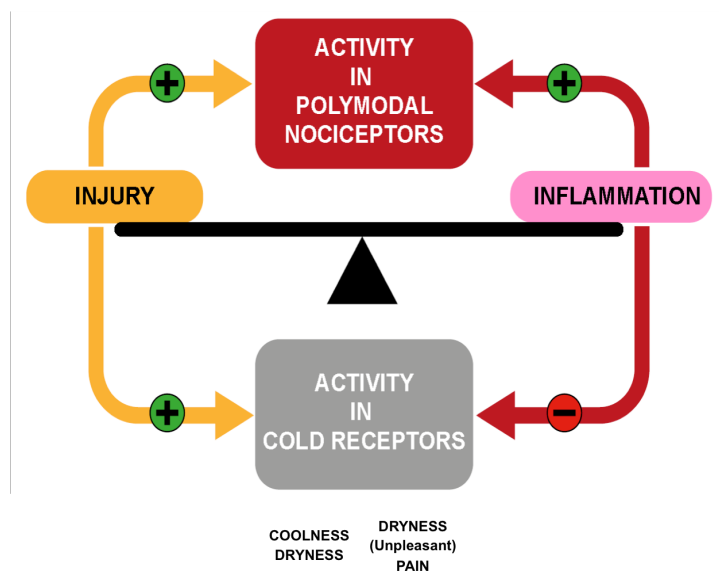 ACTIVITY
IN
POLYMODAL
NOCICEPTORS
+
+
INJURY
INFLAMMATION
ACTIVITY
IN
COLD RECEPTORS
+
−
COOLNESS
DRYNESS
DRYNESS
(Unpleasant)
PAIN